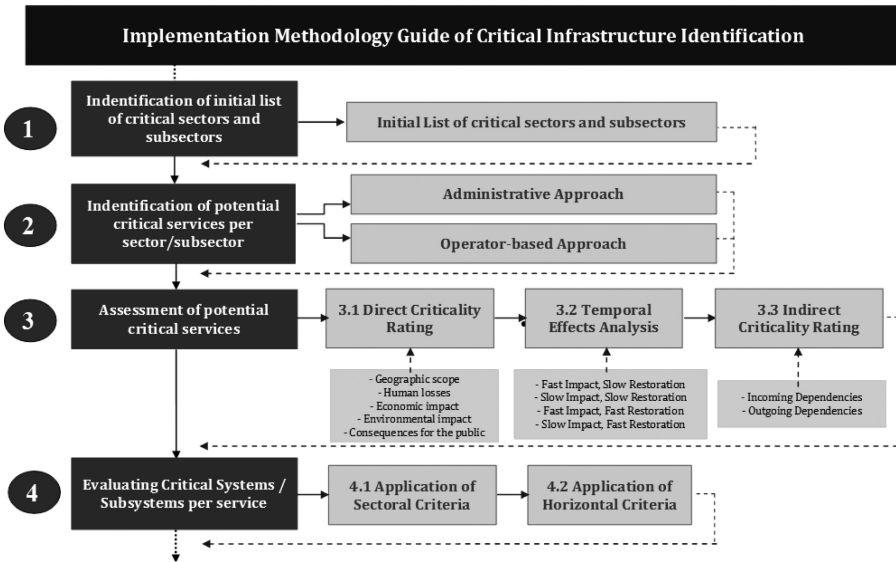 Implementation Methodology Guide of Critical Infrastructure Identification
1
Indentification of initial list
of critical sectors and
subsectors
Initial List of critical sectors and subsectors
2
Indentification of potential
critical services per
sector/subsector
Administrative Approach
Operator-based Approach
3
Assessment of potential
critical services
3.1 Direct Criticality
Rating
3.2 Temporal
Effects Analysis
3.3 Indirect
Criticality Rating
- Geographic scope
- Human losses
- Economic impact
- Environmental impact
- Consequences for the public
- Fast Impact, Slow Restoration
- Slow Impact, Slow Restoration
- Fast Impact, Fast Restoration
- Slow Impact, Fast Restoration
- Incoming Dependencies
- Outgoing Dependencies
4
Evaluating Critical Systems /
Subsystems per service
4.1 Application of
Sectoral Criteria
4.2 Application of
Horizontal Criteria